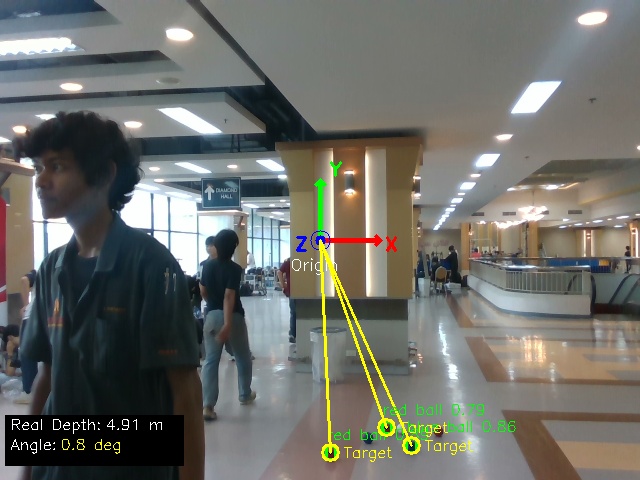 DIAMOND
HALL
Y
Z
X
Origin
red ball 0.79
Target
ball 0.86
Target
red ba
Target
Real Depth: 4.91 m
Angle: 0.8 deg